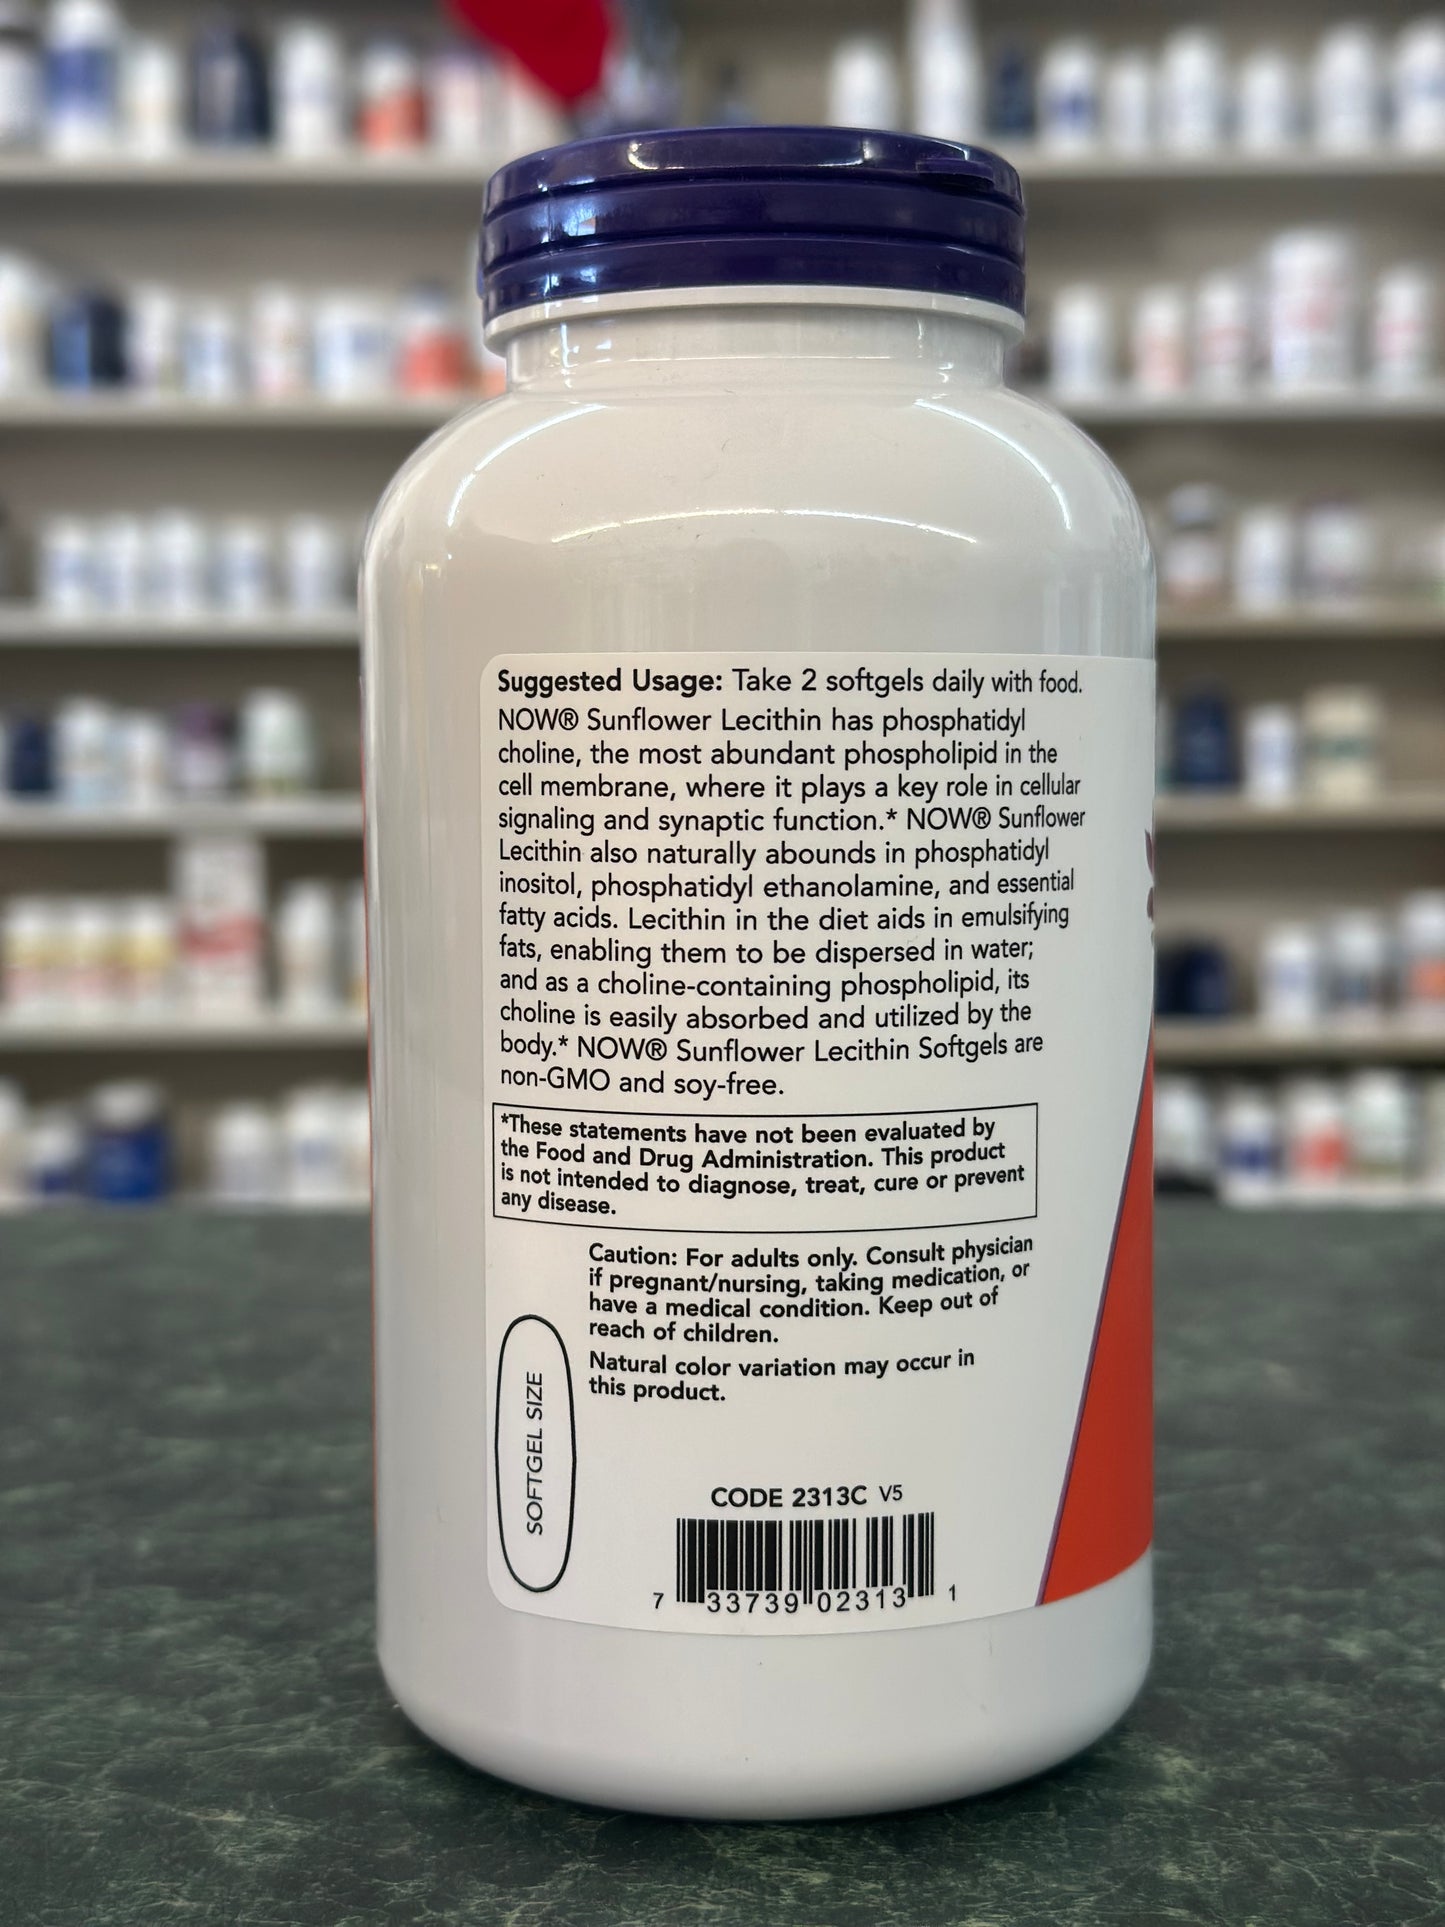 Suggested Usage: Take 2 softgels daily with food.
NOW® Sunflower Lecithin has phosphatidyl
choline, the most abundant phospholipid in the
cell membrane, where it plays a key role in cellular
signaling and synaptic function.* NOW® Sunflower
Lecithin also naturally abounds in phosphatidyl
inositol, phosphatidyl ethanolamine, and essential
fatty acids. Lecithin in the diet aids in emulsifying
fats, enabling them to be dispersed in water;
and as a choline-containing phospholipid, its
choline is easily absorbed and utilized by the
body.* NOW® Sunflower Lecithin Softgels are
non-GMO and soy-free.
*These statements have not been evaluated by
the Food and Drug Administration. This product
is not intended to diagnose, treat, cure or prevent
any disease.
Caution: For adults only. Consult physician
if pregnant/nursing, taking medication, or
have a medical condition. Keep out of
reach of children.
Natural color variation may occur in
this product.
SOFTGEL SIZE
CODE 2313C V5
7 33739 02313 1